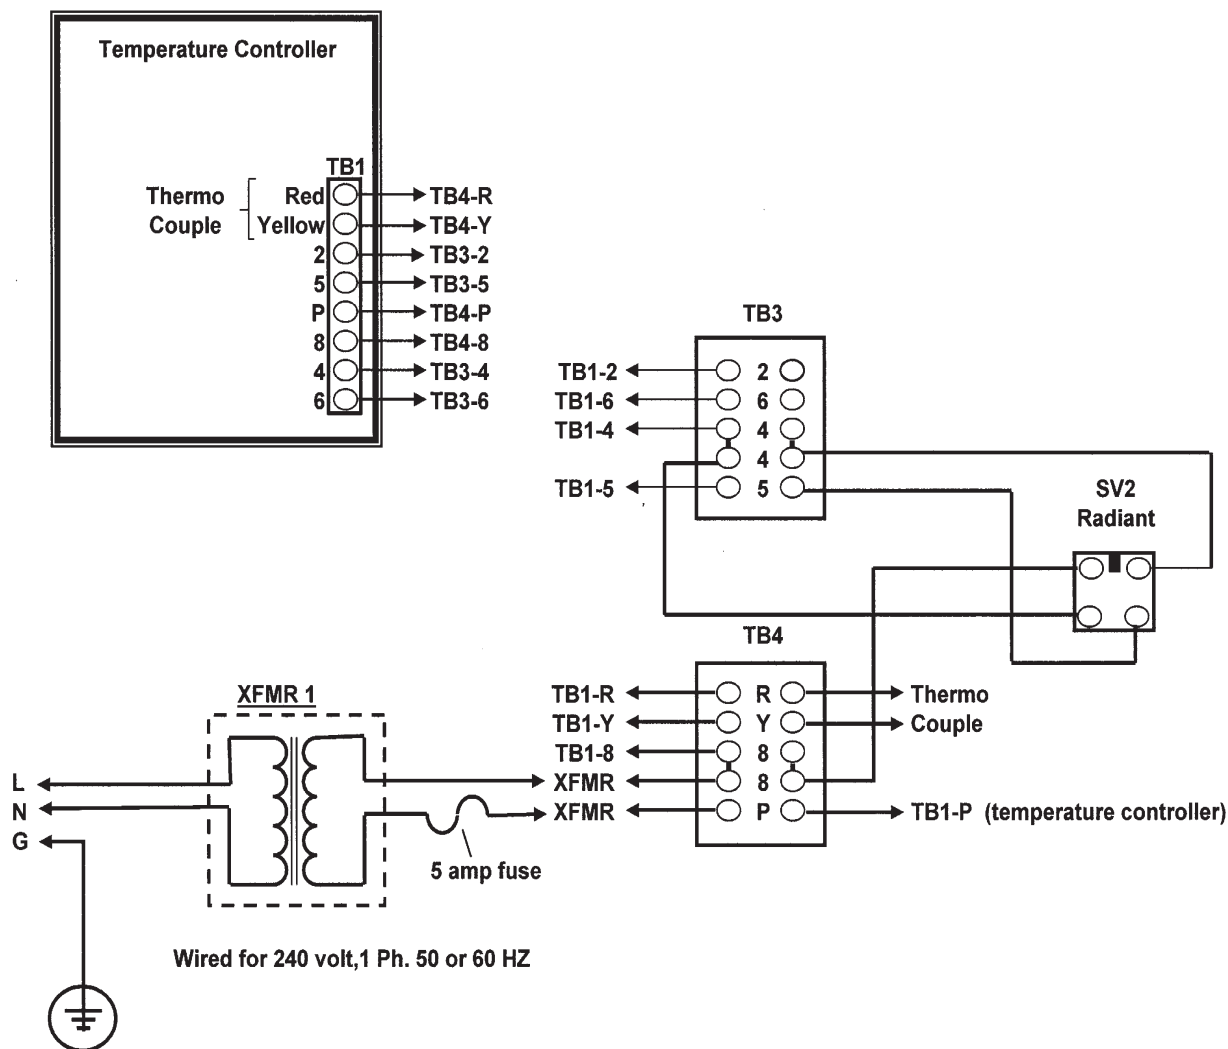 Temperature Controller
TB1
Thermo Red TB4-R
Couple Yellow TB4-Y
2 TB3-2
5 TB3-5
P TB4-P
8 TB4-8
4 TB3-4
6 TB3-6
TB3
TB1-2 2
TB1-6 6
TB1-4 4
4
TB1-5 5
SV2
Radiant
TB4
TB1-R R Thermo
TB1-Y Y Couple
TB1-8 8
XFMR 8
XFMR P TB1-P (temperature controller)
XFMR 1
L
N
G
5 amp fuse
Wired for 240 volt,1 Ph. 50 or 60 HZ